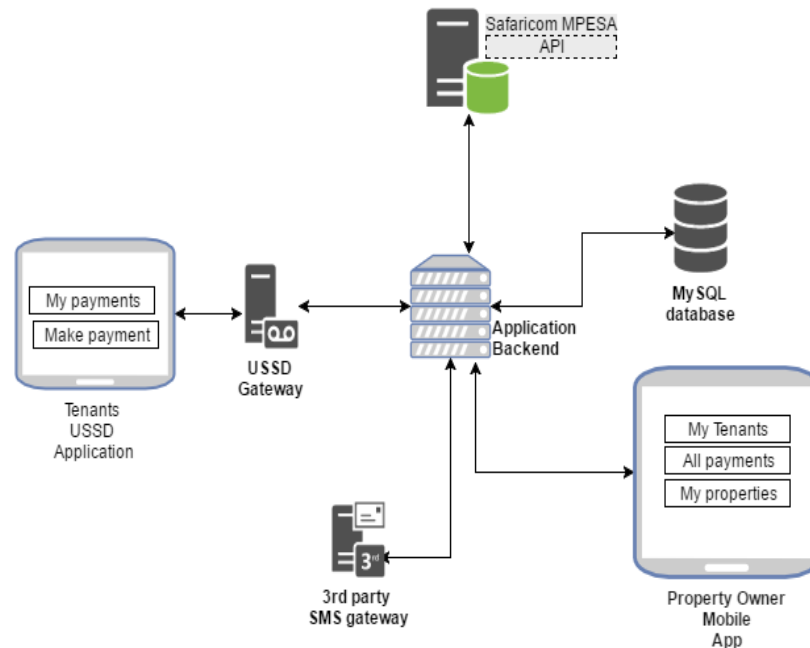 Safaricom MPESA
API
MySQL
database
My payments
Make payment
USSD
Gateway
Application
Backend
Tenants
USSD
Application
My Tenants
All payments
My properties
3rd
3rd party
SMS gateway
Property Owner
Mobile
App